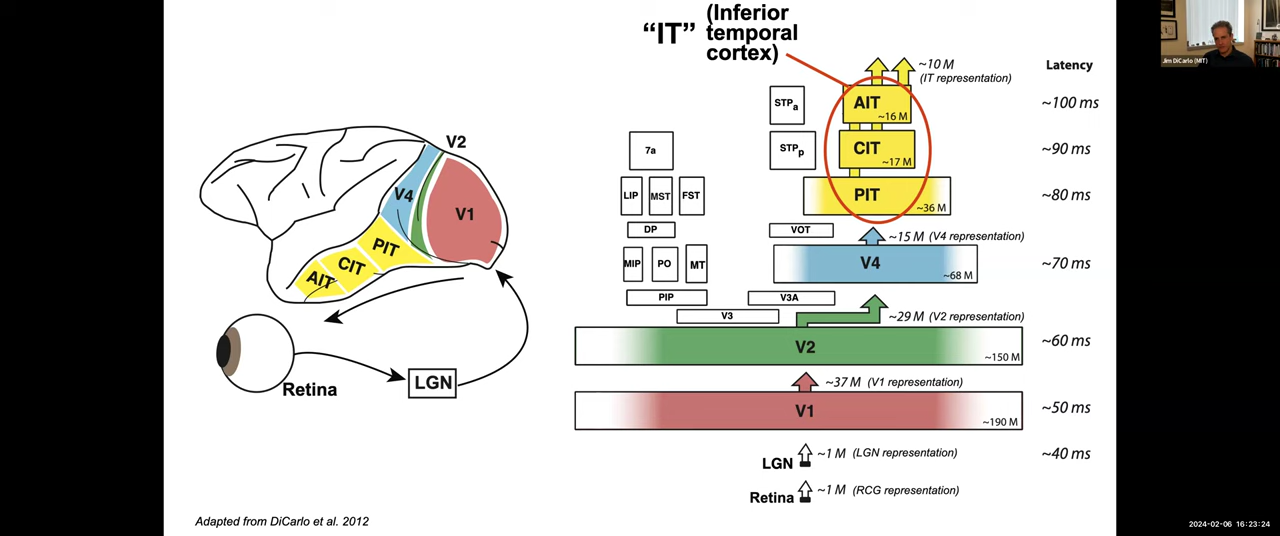 “IT”
(Inferior
temporal
cortex)
V2
V4
V1
PIT
CIT
AIT
Retina
LGN
Adapted from DiCarlo et al. 2012
Latency
~10 M
(IT representation)
STPa
AIT
~16 M
~100 ms
7a
STPp
CIT
~17 M
~90 ms
LIP
MST
FST
PIT
~36 M
~80 ms
DP
VOT
~15 M (V4 representation)
MIP
PO
MT
V4
~68 M
~70 ms
PIP
V3A
V3
~29 M (V2 representation)
V2
~150 M
~60 ms
~37 M (V1 representation)
V1
~190 M
~50 ms
LGN
~1 M (LGN representation)
~40 ms
Retina
~1 M (RCG representation)
Jim DiCarlo (MIT)
2024-02-06 16:23:24